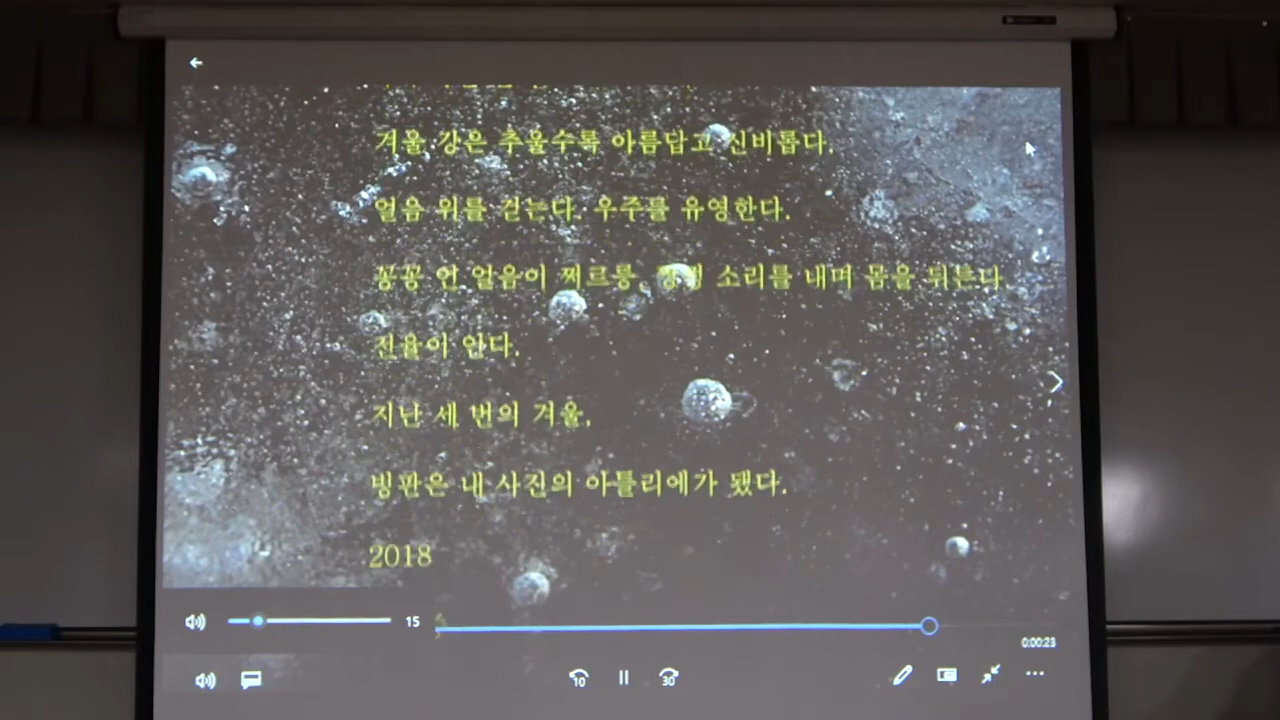 겨울 강은 추울수록 아름답고 신비롭다.
얼음 위를 걷는다. 우주를 유영한다.
꽁꽁 언 얼음이 쩌르릉, 소리를 내며 몸을 뒤튼다.
전율이 인다.
지난 세 번의 겨울,
빙판은 내 사진의 아틀리에가 됐다.
2018
15
0:00:23
10
30